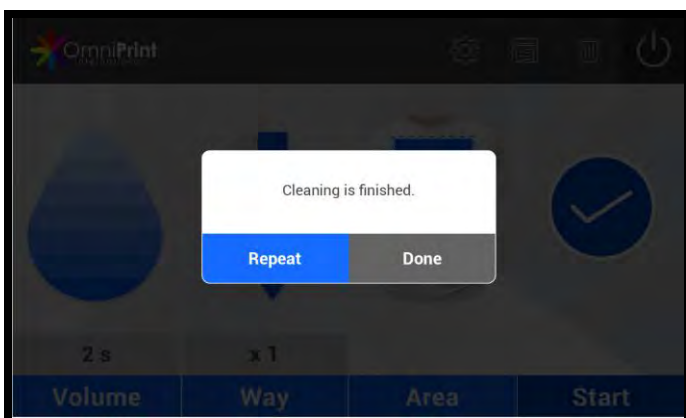 OmniPrint
Cleaning is finished.
Repeat Done
2 s x 1
Volume Way Area Start